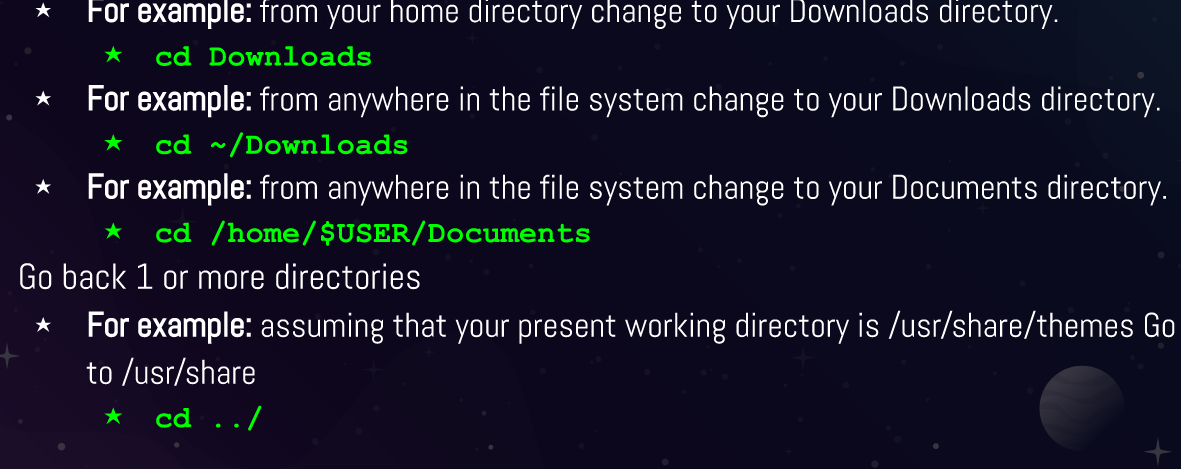 ★ For example: from your home directory change to your Downloads directory.
★ cd Downloads
★ For example: from anywhere in the file system change to your Downloads directory.
★ cd ~/Downloads
★ For example: from anywhere in the file system change to your Documents directory.
★ cd /home/$USER/Documents
Go back 1 or more directories
★ For example: assuming that your present working directory is /usr/share/themes Go
to /usr/share
★ cd ../